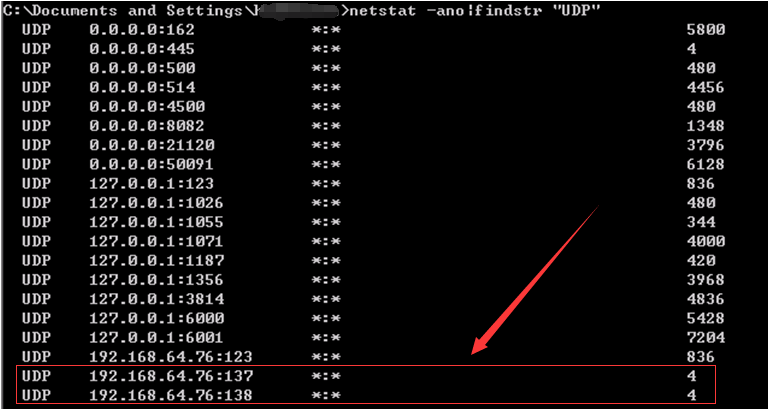 C:\Documents and Settings\>netstat -ano|findstr "UDP"
UDP 0.0.0.0:162 *:* 5800
UDP 0.0.0.0:445 *:* 4
UDP 0.0.0.0:500 *:* 480
UDP 0.0.0.0:514 *:* 4456
UDP 0.0.0.0:4500 *:* 480
UDP 0.0.0.0:8082 *:* 1348
UDP 0.0.0.0:21120 *:* 3796
UDP 0.0.0.0:50091 *:* 6128
UDP 127.0.0.1:123 *:* 836
UDP 127.0.0.1:1026 *:* 480
UDP 127.0.0.1:1055 *:* 344
UDP 127.0.0.1:1071 *:* 4000
UDP 127.0.0.1:1187 *:* 420
UDP 127.0.0.1:1356 *:* 3968
UDP 127.0.0.1:3814 *:* 4836
UDP 127.0.0.1:6000 *:* 5428
UDP 127.0.0.1:6001 *:* 7204
UDP 192.168.64.76:123 *:* 836
UDP 192.168.64.76:137 *:* 4
UDP 192.168.64.76:138 *:* 4